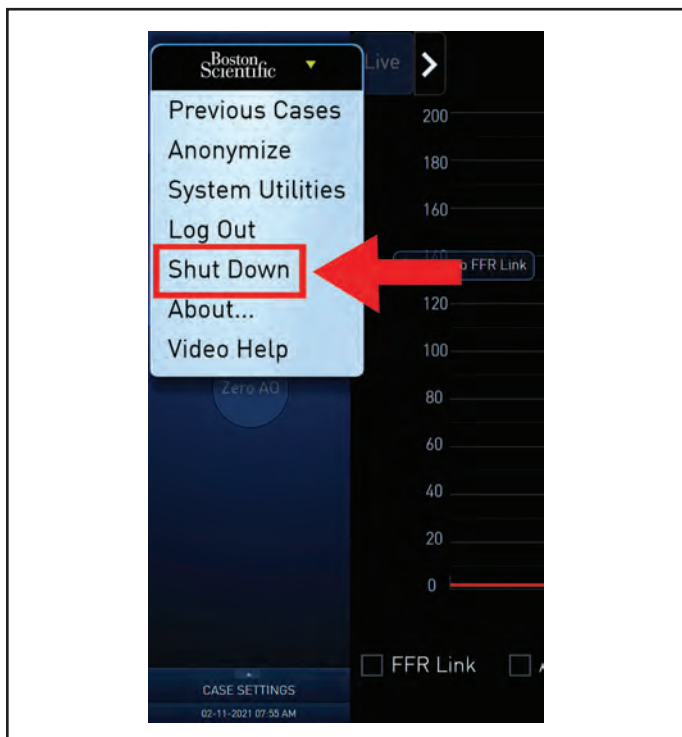 Boston
Scientific
Live
Previous Cases
Anonymize
System Utilities
Log Out
Shut Down
About...
Video Help
Zero AO
200
180
160
FFR Link
120
100
80
60
40
20
0
FFR Link
CASE SETTINGS
02-11-2021 07:55 AM